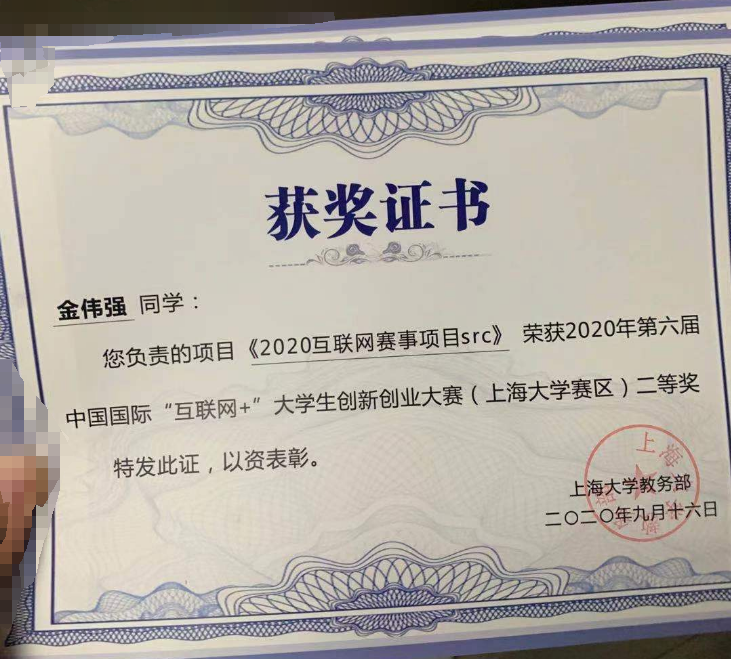 获奖证书
金伟强 同学：
您负责的项目《2020互联网赛事项目src》 荣获2020年第六届
中国国际“互联网+”大学生创新创业大赛（上海大学赛区）二等奖
特发此证，以资表彰。
上海大学教务部
二〇二〇年九月十六日